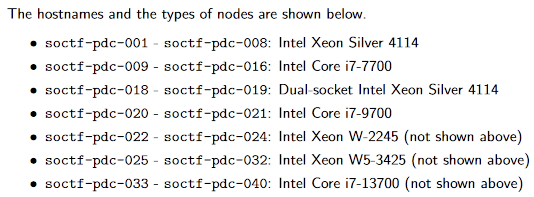 The hostnames and the types of nodes are shown below.
• soctf-pdc-001 - soctf-pdc-008: Intel Xeon Silver 4114
• soctf-pdc-009 - soctf-pdc-016: Intel Core i7-7700
• soctf-pdc-018 - soctf-pdc-019: Dual-socket Intel Xeon Silver 4114
• soctf-pdc-020 - soctf-pdc-021: Intel Core i7-9700
• soctf-pdc-022 - soctf-pdc-024: Intel Xeon W-2245 (not shown above)
• soctf-pdc-025 - soctf-pdc-032: Intel Xeon W5-3425 (not shown above)
• soctf-pdc-033 - soctf-pdc-040: Intel Core i7-13700 (not shown above)